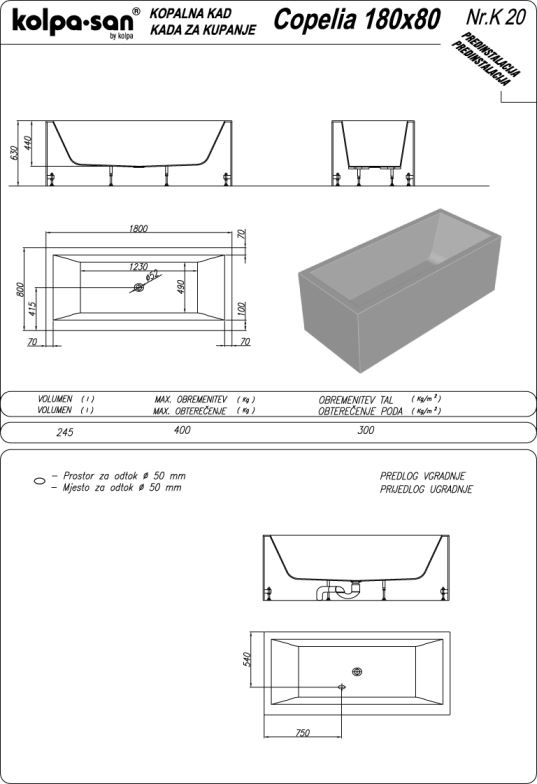 kolpa-san®
by kolpa
KOPALNA KAD
KADA ZA KUPANJE
Copelia 180x80
Nr.K 20
PREDINSTALACIJA
PREDINSTALACIJA
630
440
1800
70
1230
ø52
800
415
490
100
70
70
VOLUMEN ( l ) MAX. OBREMENITEV ( Kg ) OBREMENITEV TAL ( Kg/m² )
VOLUMEN ( l ) MAX. OBTEREČENJE ( Kg ) OBTEREČENJE PODA ( Kg/m² )
245 400 300
- Prostor za odtok ø 50 mm
- Mjesto za odtok ø 50 mm
PREDLOG VGRADNJE
PRIJEDLOG UGRADNJE
540
750